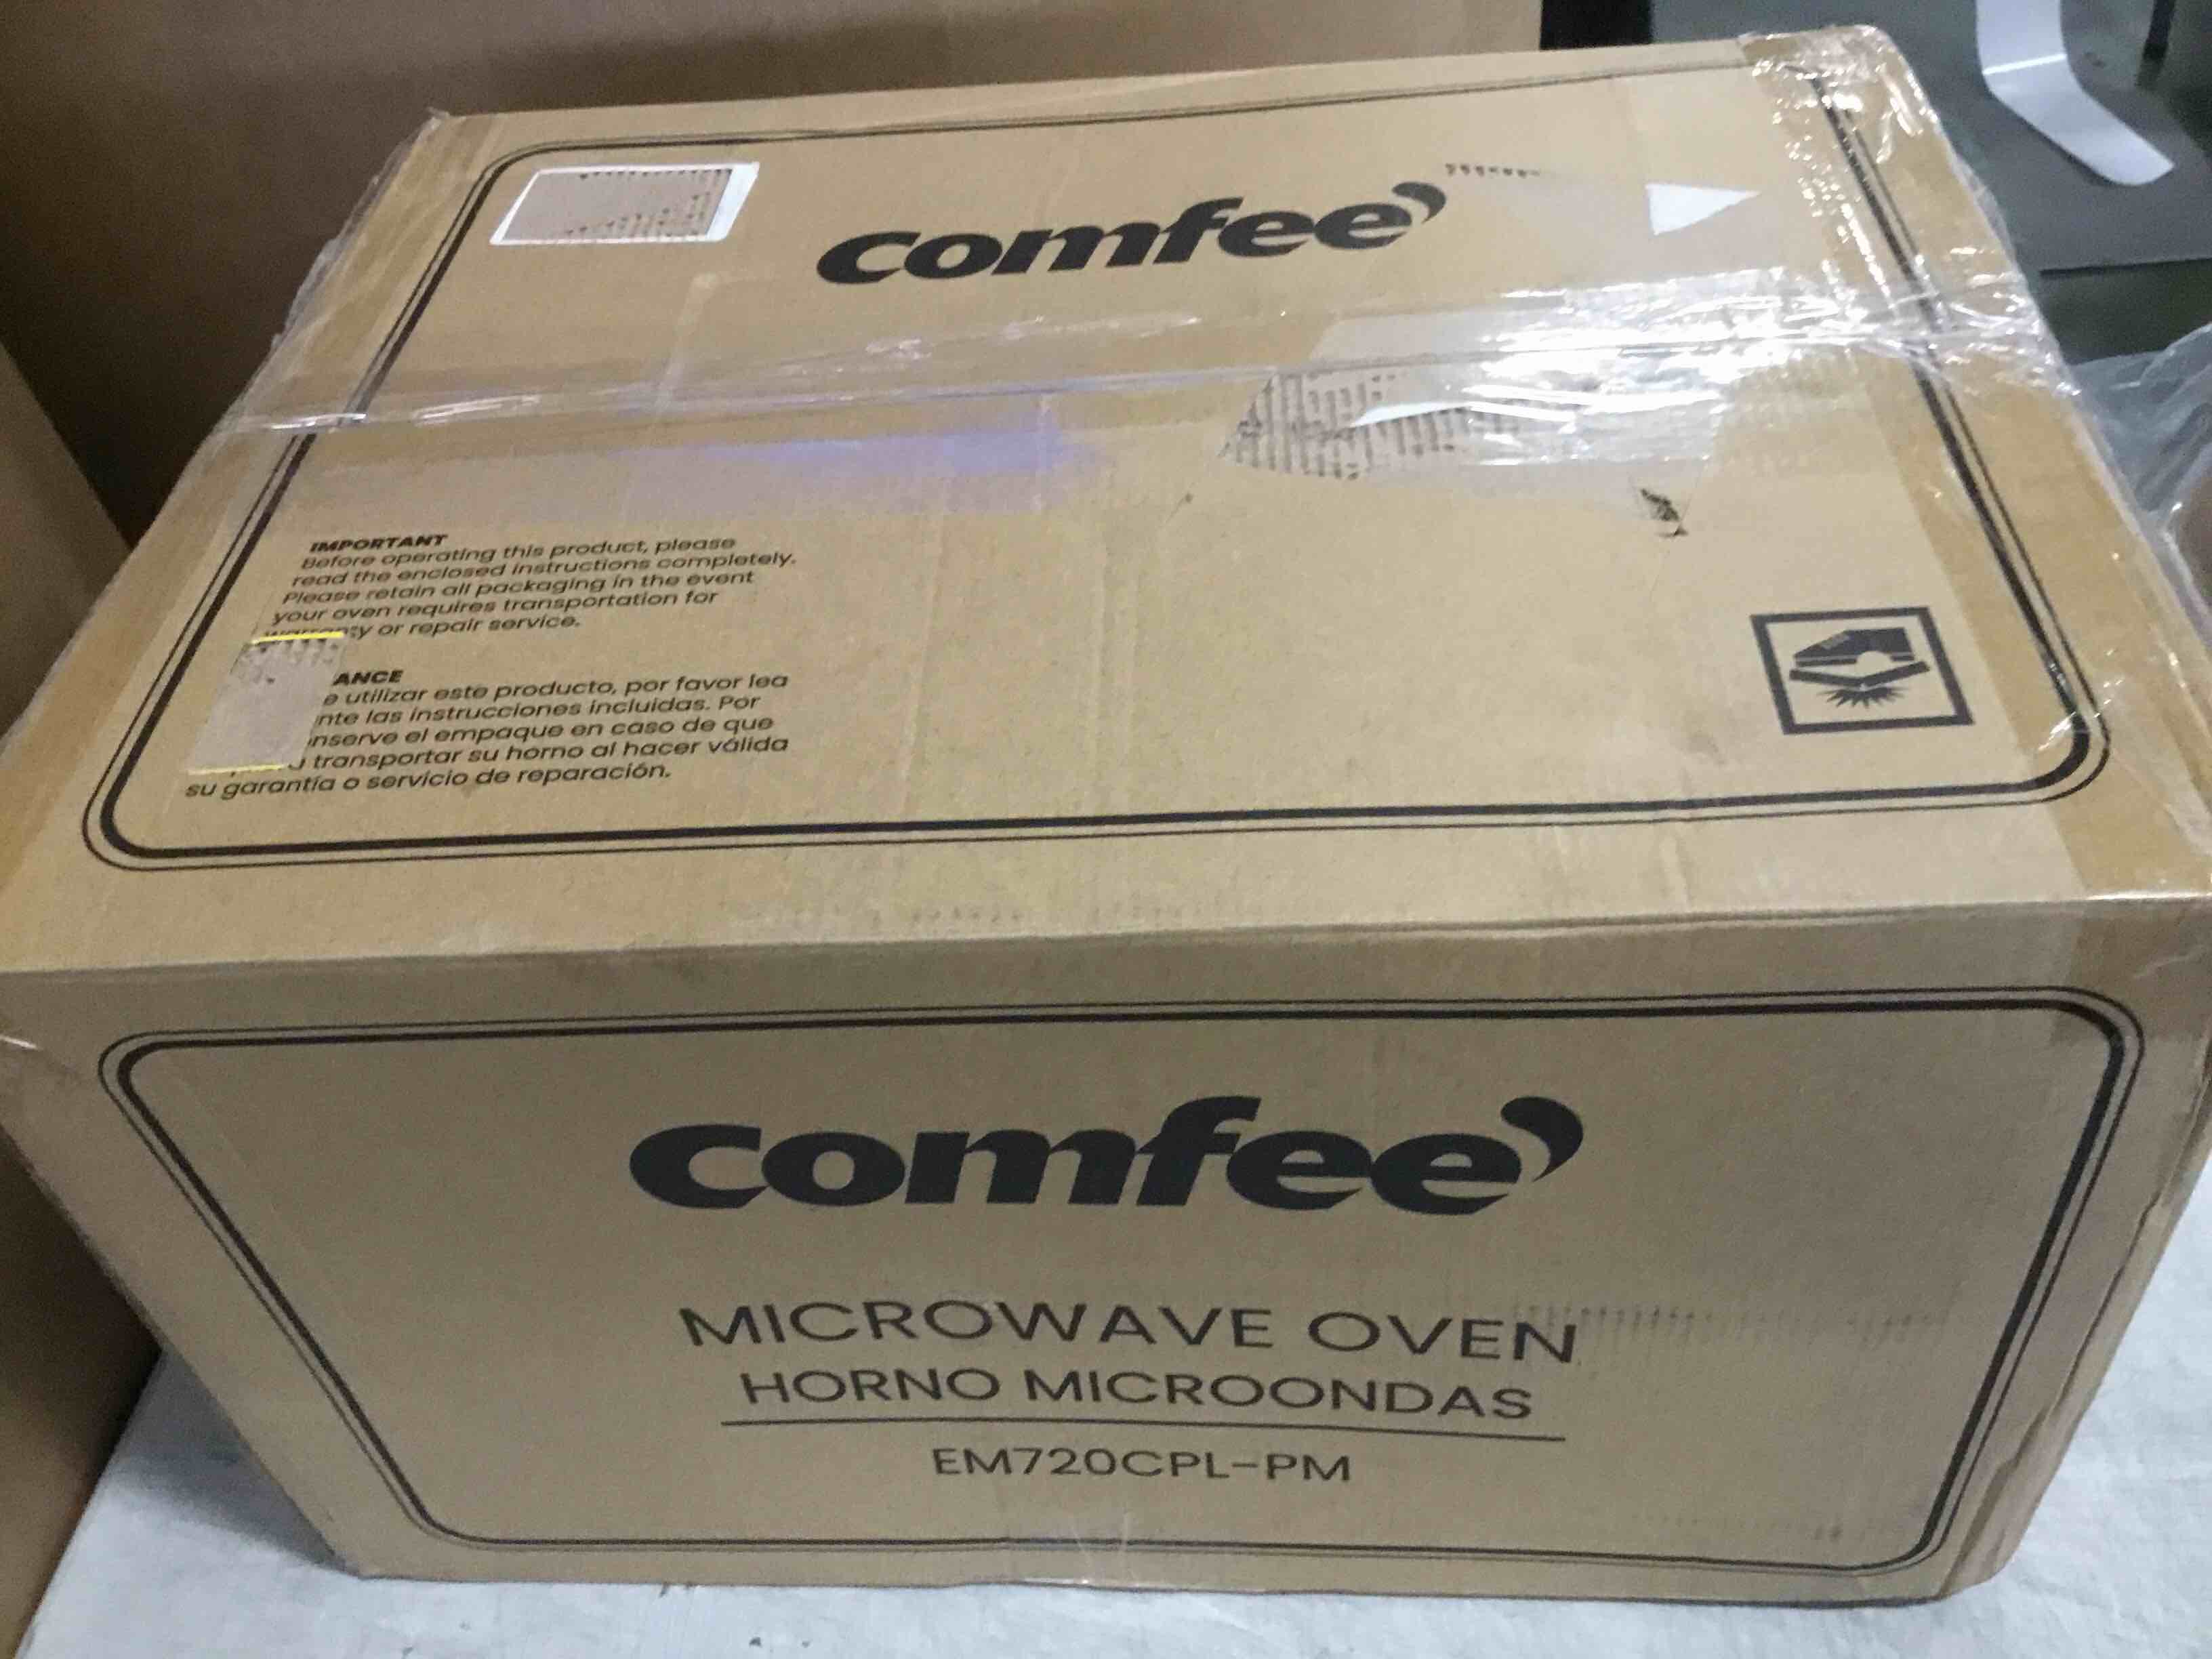 comfee'
IMPORTANT
Before operating this product, please
read the enclosed instructions completely.
Please retain all packaging in the event
your oven requires transportation for
warranty or repair service.
ANCE
e utilizar este producto, por favor lea
nte las instrucciones incluidas. Por
nserve el empaque en caso de que
transportar su horno al hacer válida
su garantía o servicio de reparación.
comfee'
MICROWAVE OVEN
HORNO MICROONDAS
EM720CPL-PM